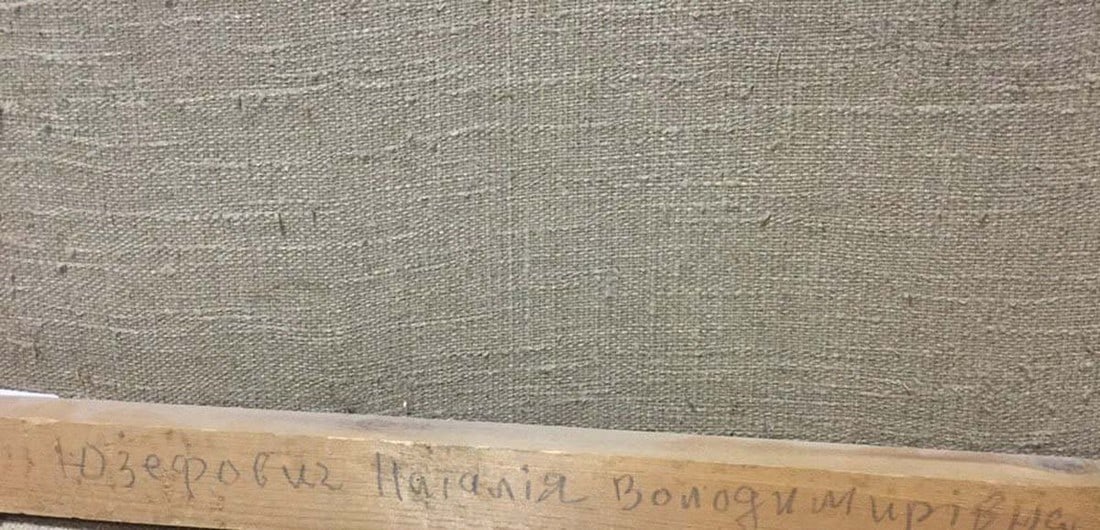 Юзефович Наталія Володимирівна